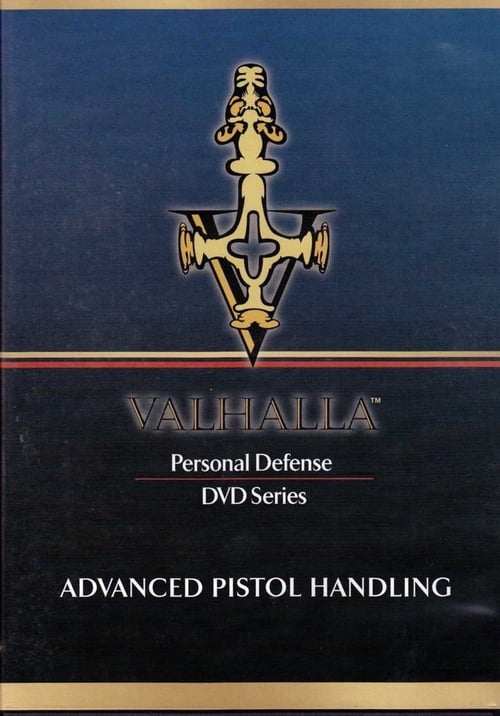 VALHALLA™
Personal Defense
DVD Series
ADVANCED PISTOL HANDLING